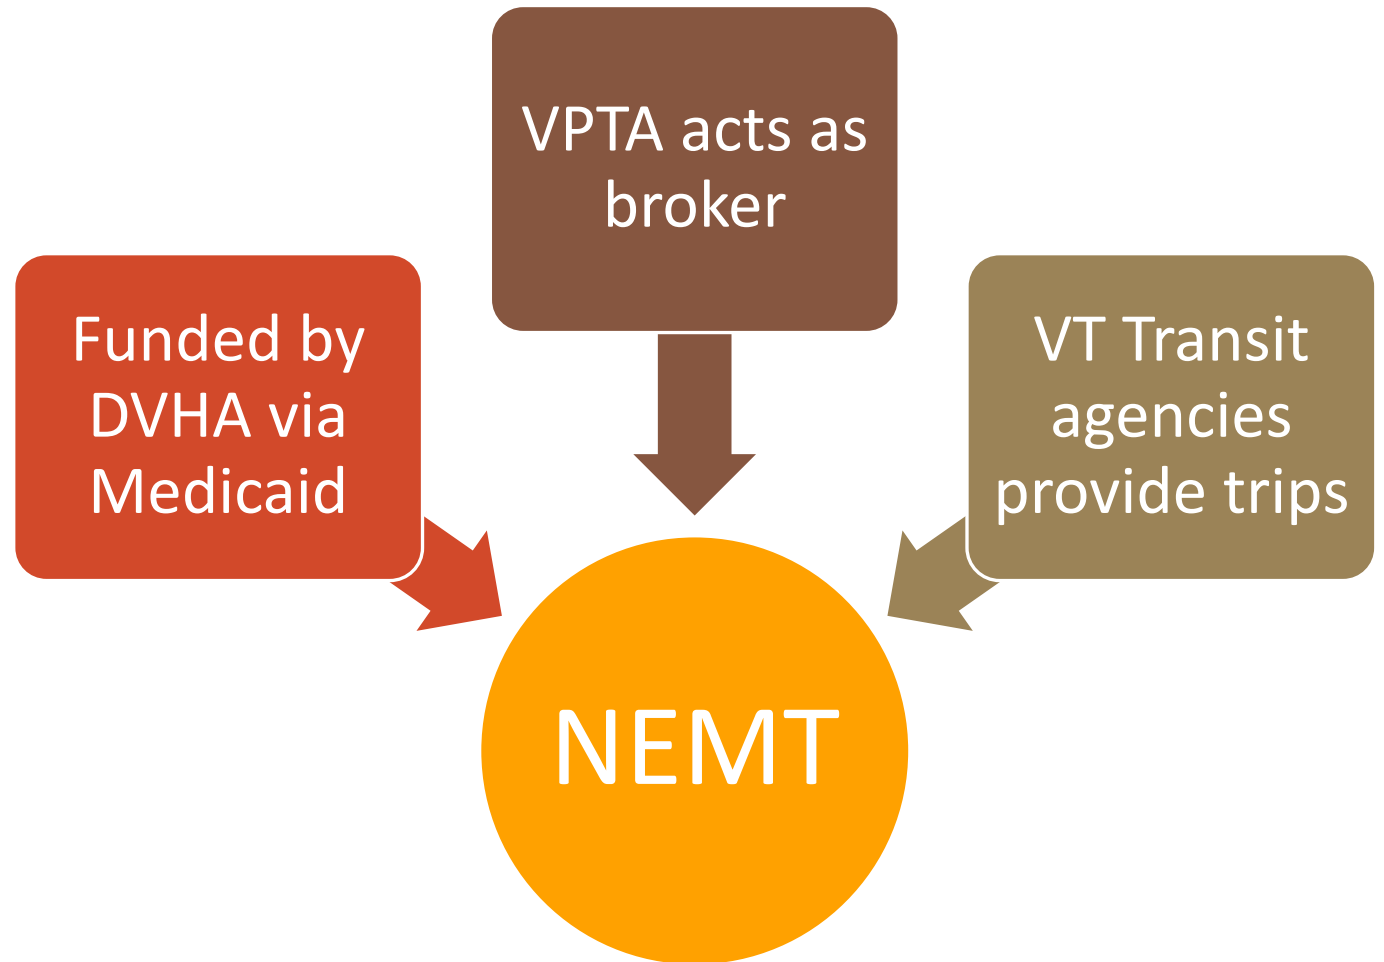 VPTA acts as
broker
Funded by
DVHA via
Medicaid
VT Transit
agencies
provide trips
NEMT